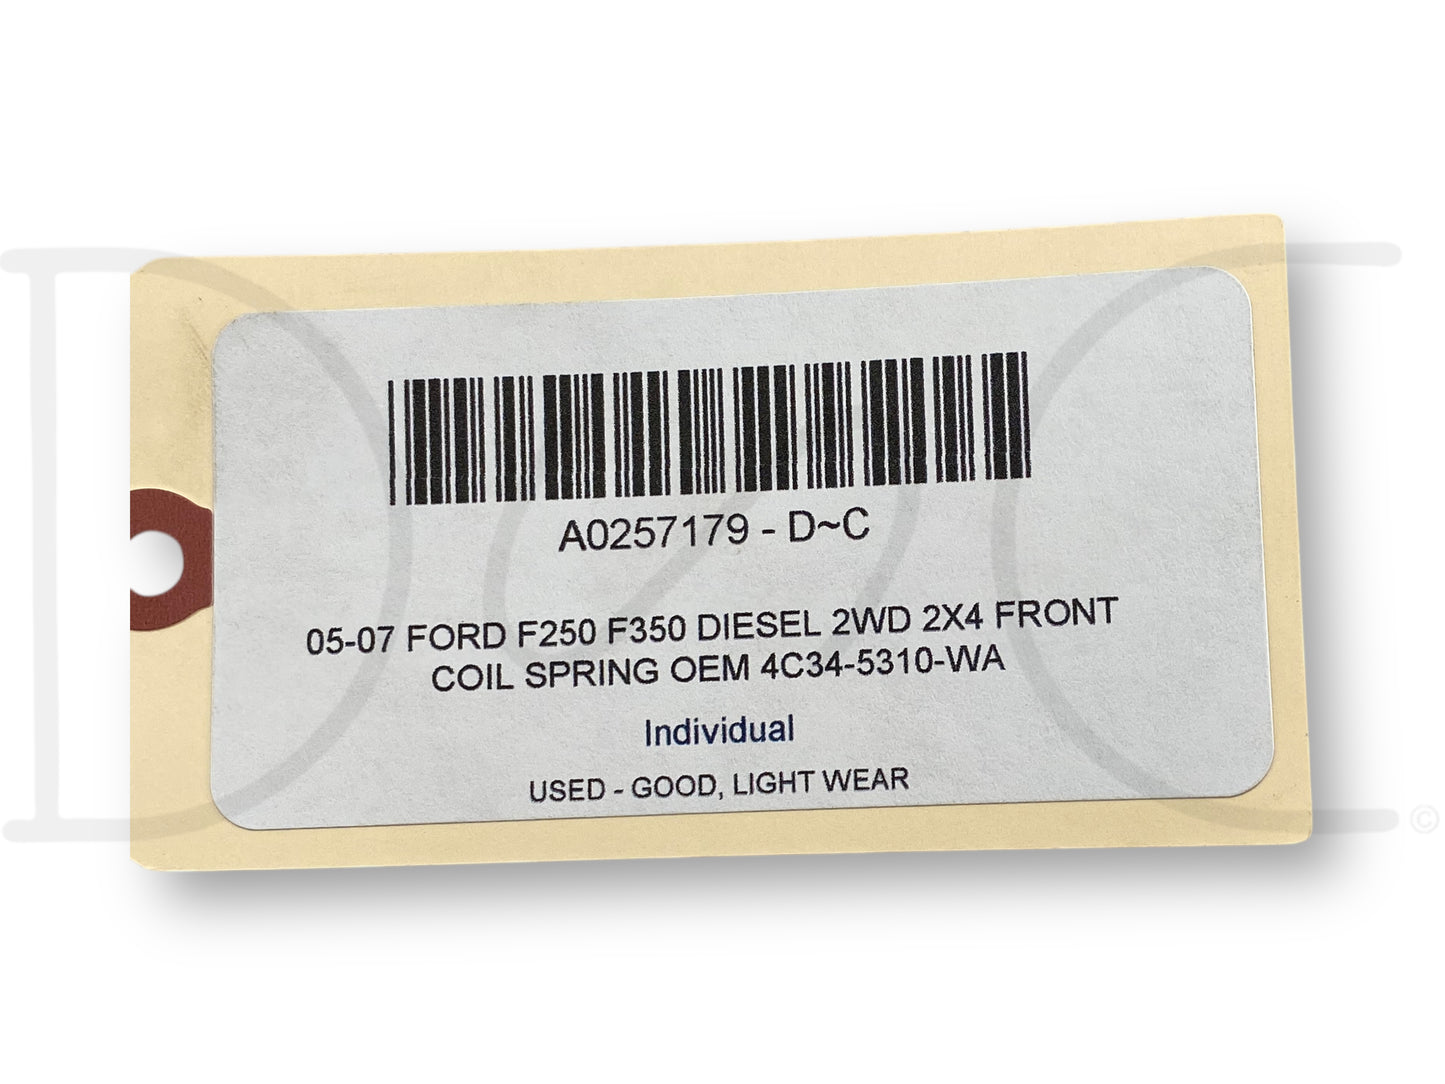 A0257179 - D~C
05-07 FORD F250 F350 DIESEL 2WD 2X4 FRONT
COIL SPRING OEM 4C34-5310-WA
Individual
USED - GOOD, LIGHT WEAR
©